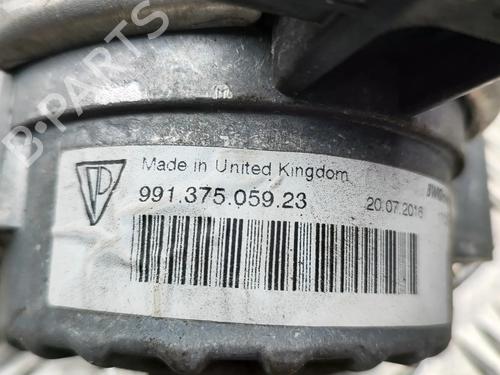 B-PARTS
Made in United Kingdom
991.375.059.23
20.07.2016